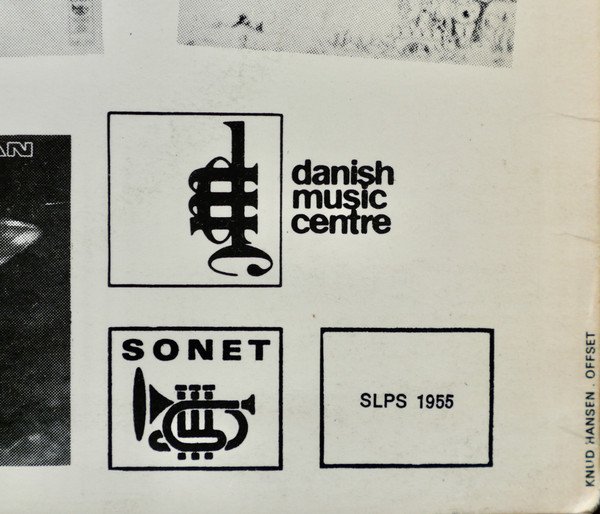 danish
music
centre
SONET
SLPS 1955
KNUD HANSEN . OFFSET